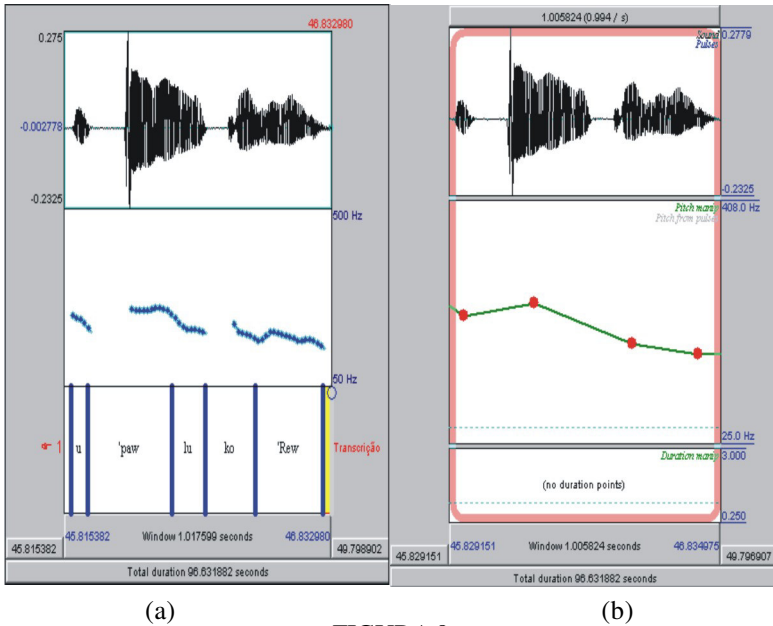 46.832980
0.275
-0.002778
-0.2325
500 Hz
50 Hz
1
u
'paw
lu
ko
'Rew
Transcrição
45.815382
Window 1.017599 seconds
46.832980
45.815382
49.798902
Total duration 96.631882 seconds
(a)
1.005824 (0.994 / s)
Sound
Pulses
0.2779
-0.2325
Pitch manip
Pitch from pulse
408.0 Hz
25.0 Hz
Duration manip
3.000
(no duration points)
0.250
45.829151
Window 1.005824 seconds
46.834975
45.829151
49.796907
Total duration 96.631882 seconds
(b)